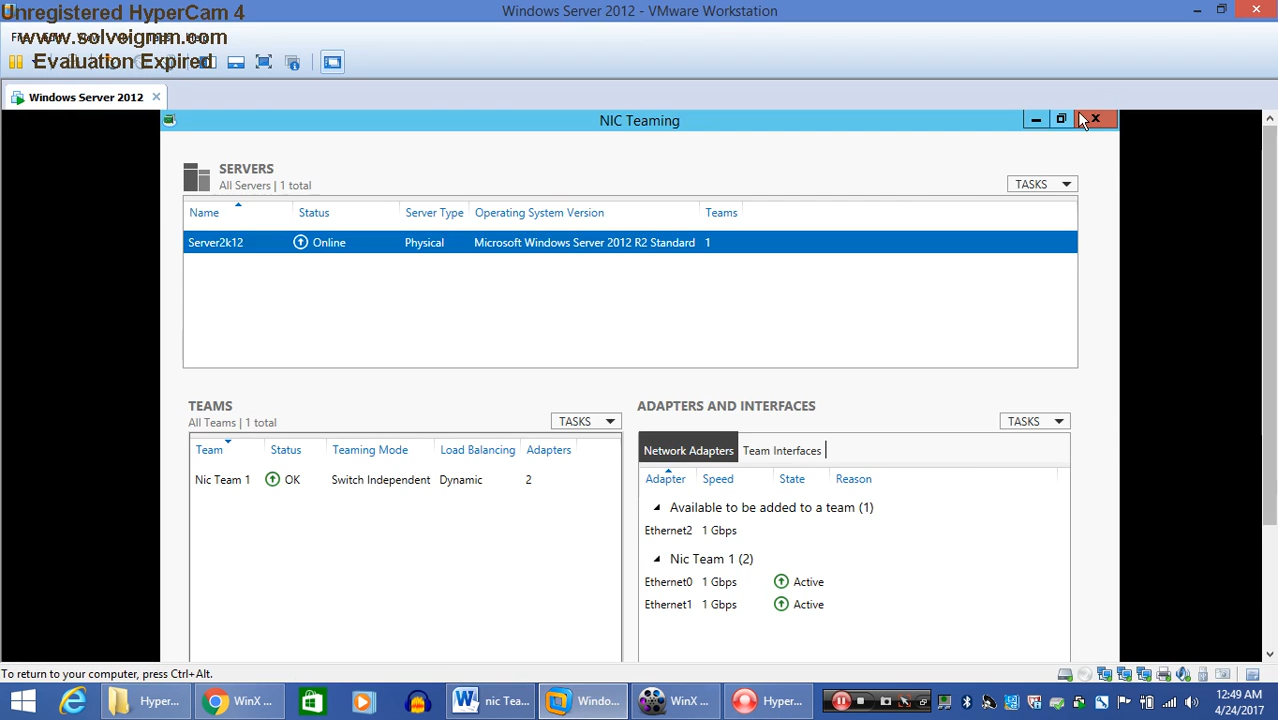 Unregistered HyperCam 4
Windows Server 2012 - VMware Workstation
www.solveigmm.com
Evaluation Expired
Windows Server 2012
NIC Teaming
SERVERS
All Servers | 1 total
TASKS
Name Status Server Type Operating System Version Teams
Server2k12 Online Physical Microsoft Windows Server 2012 R2 Standard 1
TEAMS
All Teams | 1 total
TASKS
Team Status Teaming Mode Load Balancing Adapters
Nic Team 1 OK Switch Independent Dynamic 2
ADAPTERS AND INTERFACES
TASKS
Network Adapters Team Interfaces
Adapter Speed State Reason
Available to be added to a team (1)
Ethernet2 1 Gbps
Nic Team 1 (2)
Ethernet0 1 Gbps Active
Ethernet1 1 Gbps Active
To return to your computer, press Ctrl+Alt.
Hyper... WinX ... nic Tea... Windo... WinX ... Hyper...
12:49 AM
4/24/2017